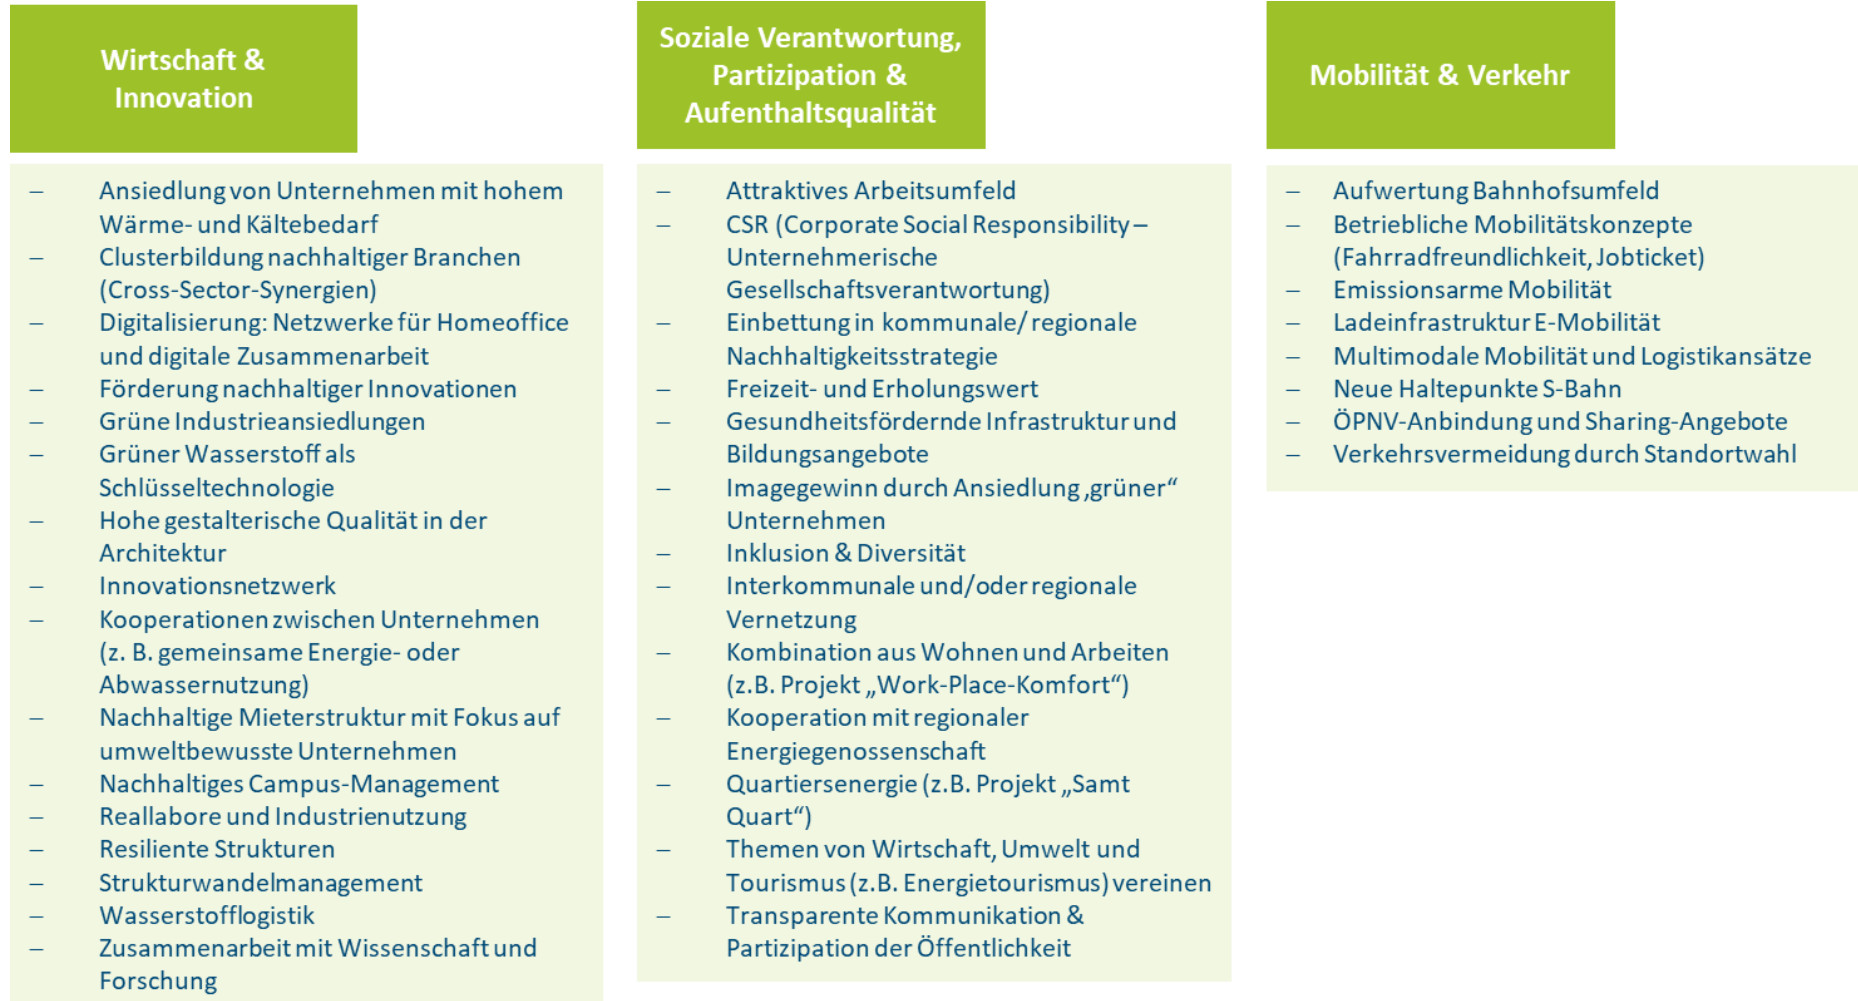 Wirtschaft &
Innovation
– Ansiedlung von Unternehmen mit hohem
Wärme- und Kältebedarf
– Clusterbildung nachhaltiger Branchen
(Cross-Sector-Synergien)
– Digitalisierung: Netzwerke für Homeoffice
und digitale Zusammenarbeit
– Förderung nachhaltiger Innovationen
– Grüne Industrieansiedlungen
– Grüner Wasserstoff als
Schlüsseltechnologie
– Hohe gestalterische Qualität in der
Architektur
– Innovationsnetzwerk
– Kooperationen zwischen Unternehmen
(z. B. gemeinsame Energie- oder
Abwassernutzung)
– Nachhaltige Mieterstruktur mit Fokus auf
umweltbewusste Unternehmen
– Nachhaltiges Campus-Management
– Reallabore und Industrienutzung
– Resiliente Strukturen
– Strukturwandelmanagement
– Wasserstofflogistik
– Zusammenarbeit mit Wissenschaft und
Forschung
Soziale Verantwortung,
Partizipation &
Aufenthaltsqualität
– Attraktives Arbeitsumfeld
– CSR (Corporate Social Responsibility –
Unternehmerische
Gesellschaftsverantwortung)
– Einbettung in kommunale/ regionale
Nachhaltigkeitsstrategie
– Freizeit- und Erholungswert
– Gesundheitsfördernde Infrastruktur und
Bildungsangebote
– Imagegewinn durch Ansiedlung ‚grüner“
Unternehmen
– Inklusion & Diversität
– Interkommunale und/oder regionale
Vernetzung
– Kombination aus Wohnen und Arbeiten
(z.B. Projekt „Work-Place-Komfort“)
– Kooperation mit regionaler
Energiegenossenschaft
– Quartiersenergie (z.B. Projekt „Samt
Quart“)
– Themen von Wirtschaft, Umwelt und
Tourismus (z.B. Energietourismus) vereinen
– Transparente Kommunikation &
Partizipation der Öffentlichkeit
Mobilität & Verkehr
– Aufwertung Bahnhofsumfeld
– Betriebliche Mobilitätskonzepte
(Fahrradfreundlichkeit, Jobticket)
– Emissionsarme Mobilität
– Ladeinfrastruktur E-Mobilität
– Multimodale Mobilität und Logistikansätze
– Neue Haltepunkte S-Bahn
– ÖPNV-Anbindung und Sharing-Angebote
– Verkehrsvermeidung durch Standortwahl